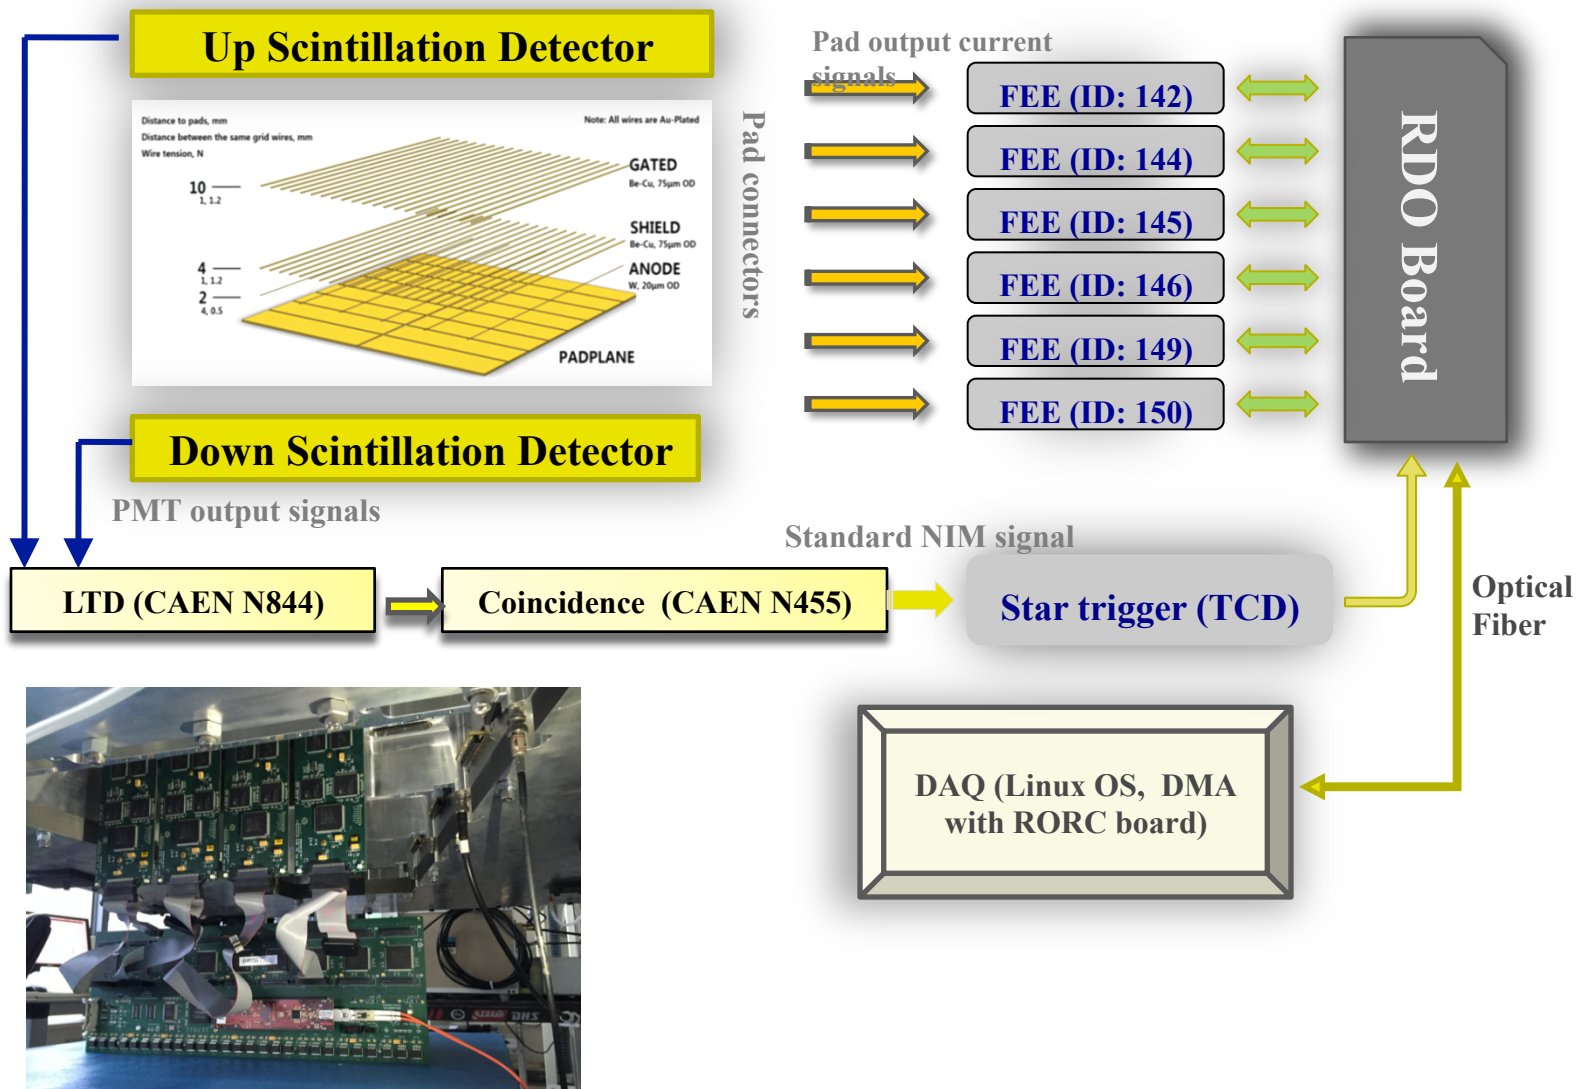 Up Scintillation Detector
Pad output current
signals
Distance to pads, mm
Distance between the same grid wires, mm
Wire tension, N
Note: All wires are Au-Plated
GATED
Be-Cu, 75μm OD
10
1, 1.2
SHIELD
Be-Cu, 75μm OD
4
1, 1.2
ANODE
W, 20μm OD
2
4, 0.5
PADPLANE
Pad connectors
FEE (ID: 142)
FEE (ID: 144)
FEE (ID: 145)
FEE (ID: 146)
FEE (ID: 149)
FEE (ID: 150)
RDO Board
Down Scintillation Detector
PMT output signals
Standard NIM signal
LTD (CAEN N844)
Coincidence (CAEN N455)
Star trigger (TCD)
Optical
Fiber
DAQ (Linux OS, DMA
with RORC board)